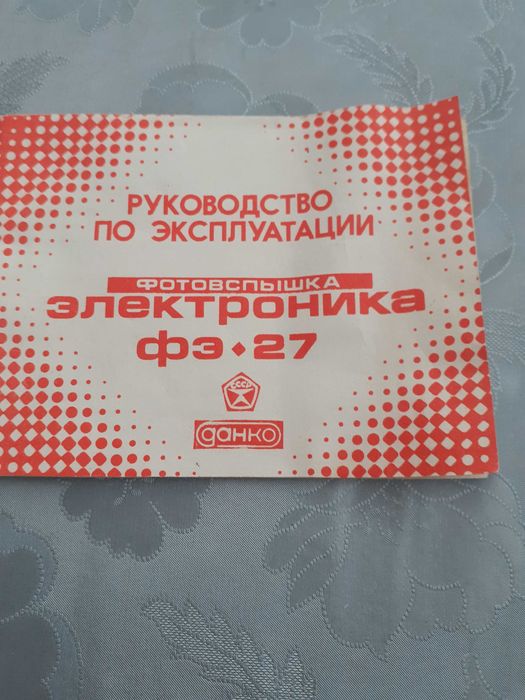 РУКОВОДСТВО
ПО ЭКСПЛУАТАЦИИ
ФОТОВСПЫШКА
электроника
фэ•27
СССР
данко